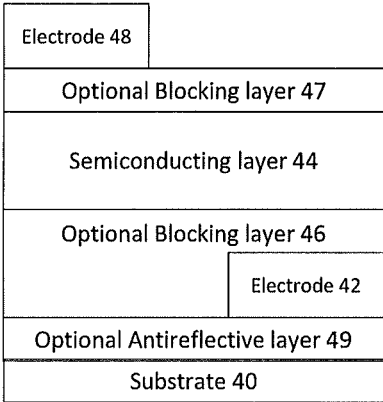 Electrode 48
Optional Blocking layer 47
Semiconducting layer 44
Optional Blocking layer 46
Electrode 42
Optional Antireflective layer 49
Substrate 40